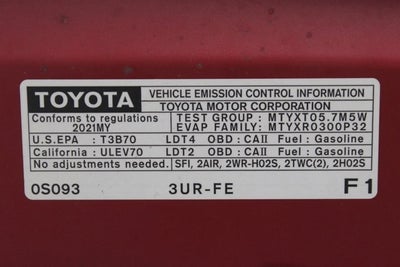 TOYOTA
VEHICLE EMISSION CONTROL INFORMATION
TOYOTA MOTOR CORPORATION
Conforms to regulations
2021MY
TEST GROUP : MTYXT05.7M5W
EVAP FAMILY: MTYXR0300P32
U.S.EPA : T3B70 LDT4 OBD : CAII Fuel : Gasoline
California : ULEV70 LDT2 OBD : CAII Fuel : Gasoline
No adjustments needed. SFI, 2AIR, 2WR-HO2S, 2TWC(2), 2HO2S
0S093 3UR-FE F1